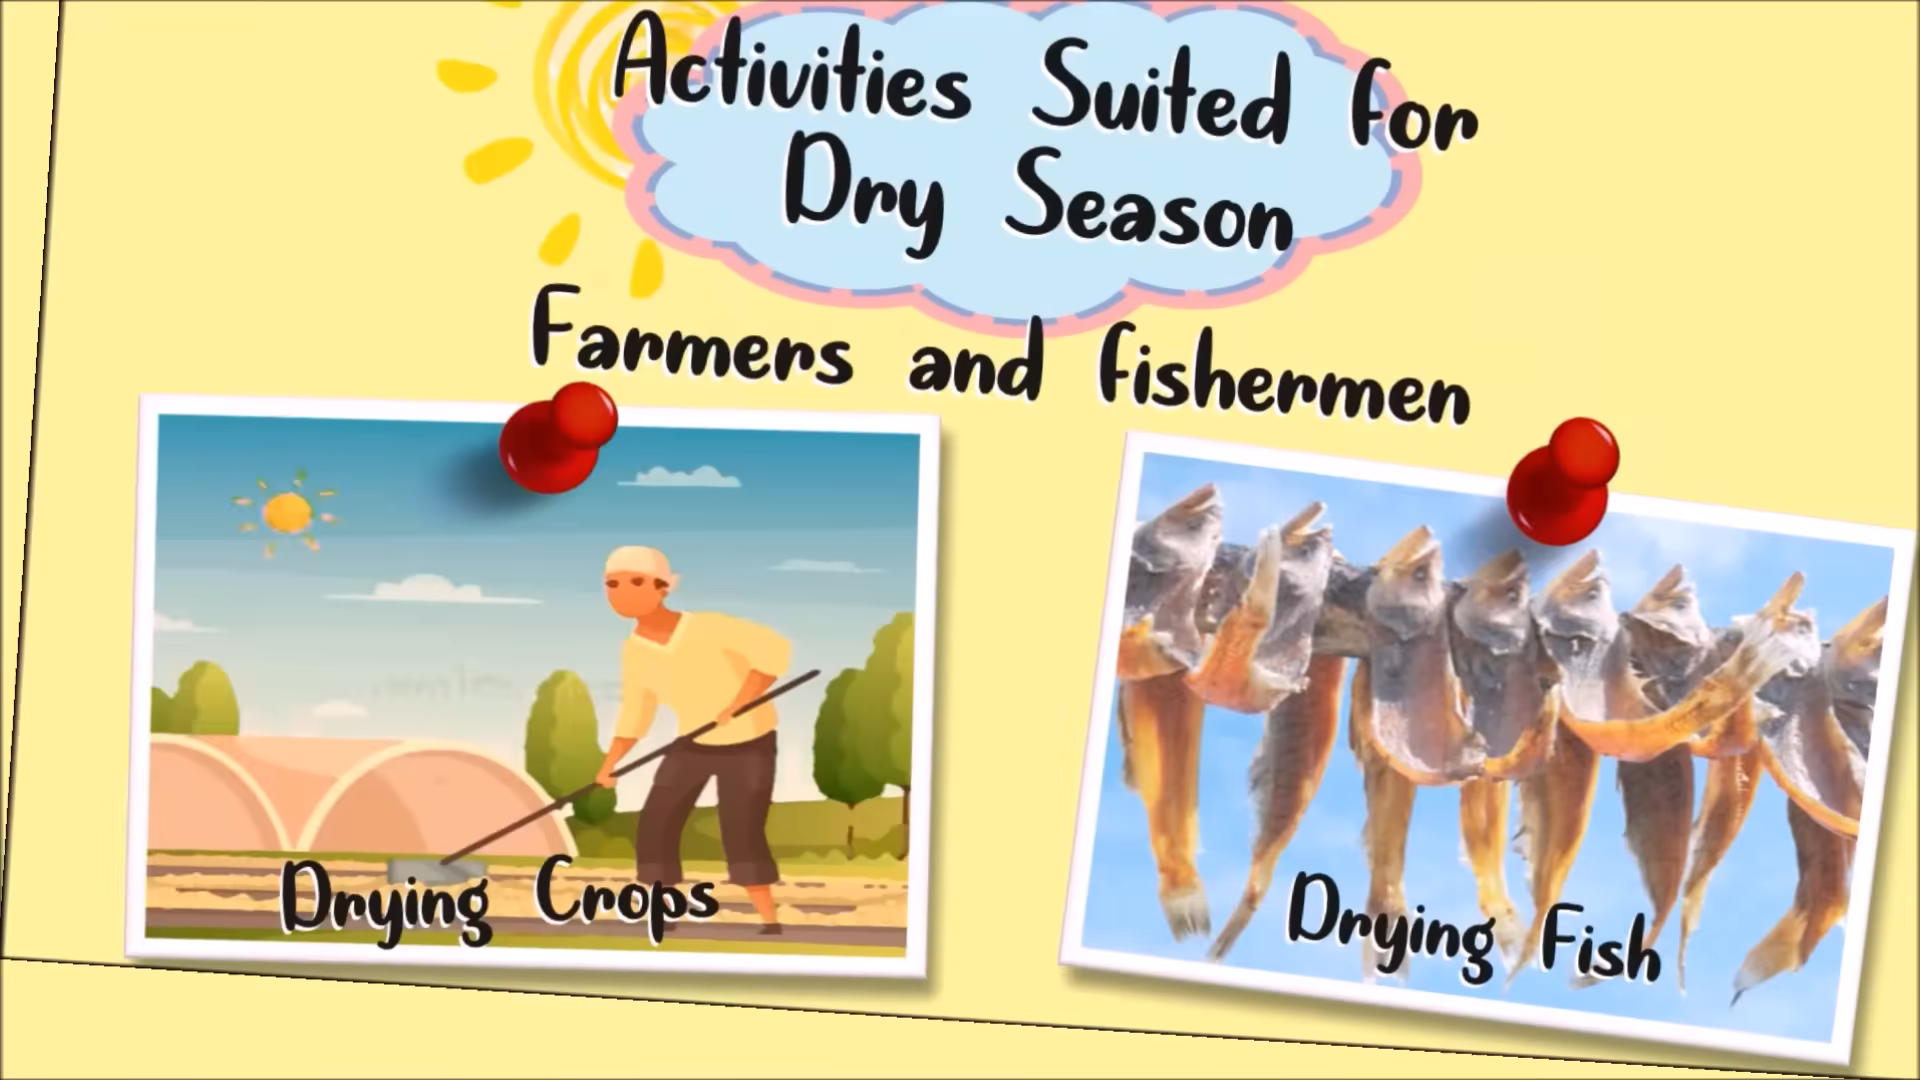 Activities Suited for
Dry Season
Farmers and fishermen
Drying Crops
Drying Fish